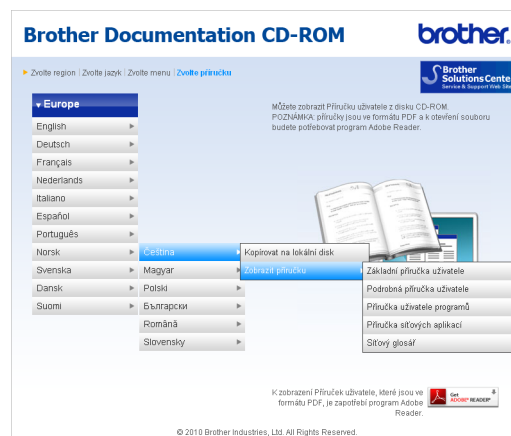 Brother Documentation CD-ROM
brother
Zvolte region | Zvolte jazyk | Zvolte menu | Zvolte příručku
Brother
Solutions Cente
Service & Support Web Site
Europe
English
Deutsch
Français
Nederlands
Italiano
Español
Português
Norsk
Svenska
Dansk
Suomi
Můžete zobrazit Příručku uživatele z disku CD-ROM.
POZNÁMKA: příručky jsou ve formátu PDF a k otevření souboru
budete potřebovat program Adobe Reader.
Čeština
Magyar
Polski
Български
Română
Slovensky
Kopírovat na lokální disk
Zobrazit příručku
Základní příručka uživatele
Podrobná příručka uživatele
Příručka uživatele programů
Příručka síťových aplikací
Síťový glosář
K zobrazení Příruček uživatele, které jsou ve
formátu PDF, je zapotřebí program Adobe
Reader.
Get
ADOBE® READER®
© 2010 Brother Industries, Ltd. All Rights Reserved.